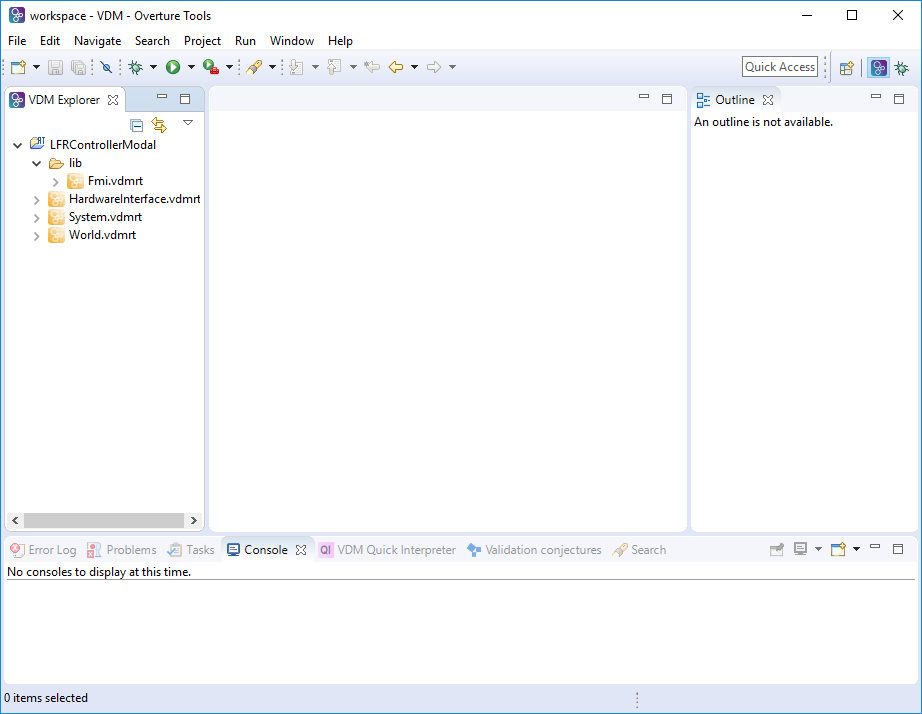 workspace - VDM - Overture Tools
File Edit Navigate Search Project Run Window Help
Quick Access
VDM Explorer
Outline
An outline is not available.
LFRControllerModal
lib
Fmi.vdmrt
HardwareInterface.vdmrt
System.vdmrt
World.vdmrt
Error Log Problems Tasks Console QI VDM Quick Interpreter Validation conjectures Search
No consoles to display at this time.
0 items selected